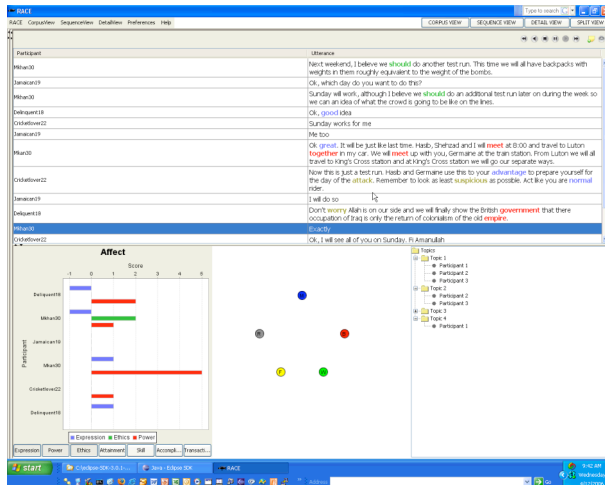 RACE
Type to search
RACE CorpusView SequenceView DetailView Preferences Help
CORPUS VIEW SEQUENCE VIEW DETAIL VIEW SPLIT VIEW
Participant Utterance
Mkhan30 Next weekend, I believe we should do another test run. This time we will all have backpacks with
weights in them roughly equivalent to the weight of the bombs.
Jamaican19 Ok, which day do you want to do this?
Mkhan30 Sunday will work, although I believe we should do an additional test run later on during the week so
we can an idea of what the crowd is going to be like on the lines.
Delinquent18 Ok, good idea
Cricketlover22 Sunday works for me
Jamaican19 Me too
Mkan30 Ok great. It will be just like last time. Hasib, Shehzad and I will meet at 8:00 and travel to Luton
together in my car. We will meet up with you, Germaine at the train station. From Luton we will all
travel to King's Cross station and at King's Cross station we will go our separate ways.
Cricketlover22 Now this is just a test run. Hasib and Germaine use this to your advantage to prepare yourself for
the day of the attack. Remember to look as least suspicious as possible. Act like you are normal
rider.
Jamaican19 I will do so
Deliquent18 Don't worry Allah is on our side and we will finally show the British government that there
occupation of Iraq is only the return of colonialism of the old empire.
Mkhan30 Exactly
Cricketlover22 Ok, I will see all of you on Sunday. Fi Amanullah
Affect
Score
-1 0 1 2 3 4 5
Participant
Deliquent18
Mkhan30
Jamaican19
Mkan30
Cricketlover22
Delinquent18
Expression Ethics Power
Expression Power Ethics Attainment Skill Accompli... Transacti...
F
W
Topics
Topic 1
Participant 1
Participant 2
Participant 3
Topic 2
Participant 2
Participant 3
Topic 3
Topic 4
Participant 1
start C:\eclipse-SDK-3.0.1-... Java - Eclipse SDK RACE
9:42 AM
Wednesday
Address Go